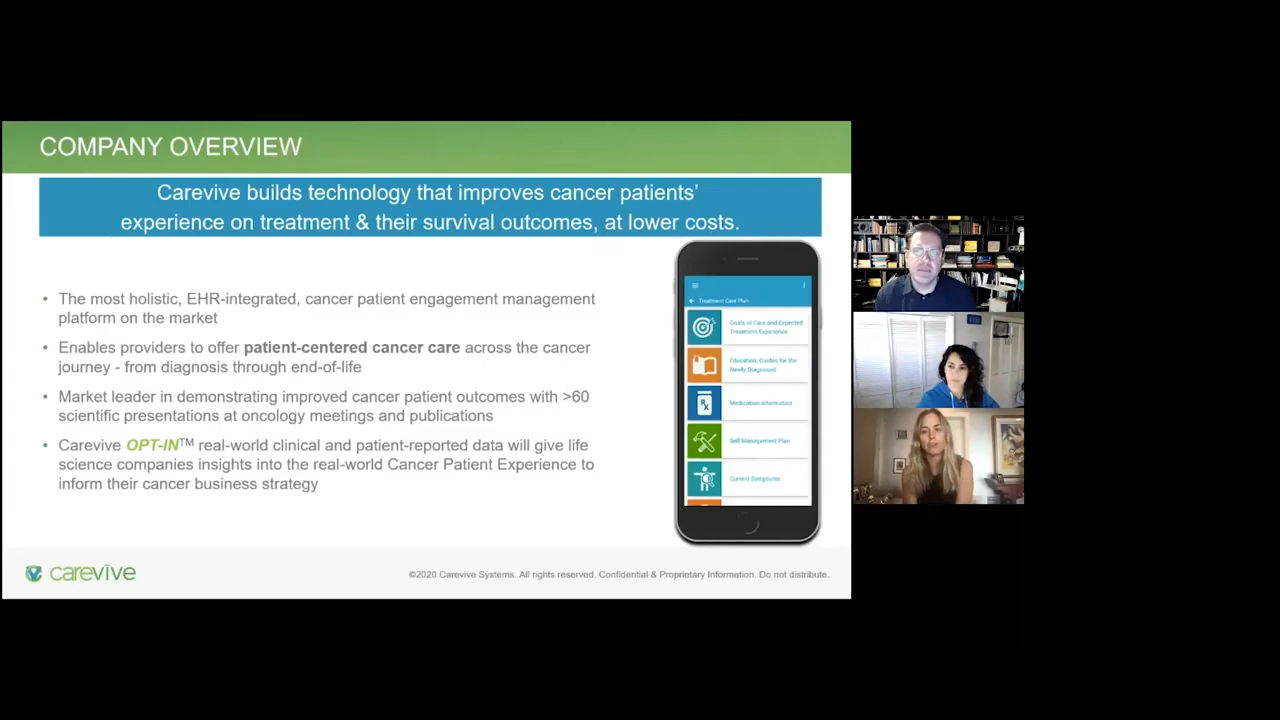 COMPANY OVERVIEW
Carevive builds technology that improves cancer patients’
experience on treatment & their survival outcomes, at lower costs.
• The most holistic, EHR-integrated, cancer patient engagement management
platform on the market
• Enables providers to offer patient-centered cancer care across the cancer
journey - from diagnosis through end-of-life
• Market leader in demonstrating improved cancer patient outcomes with >60
scientific presentations at oncology meetings and publications
• Carevive OPT-IN™ real-world clinical and patient-reported data will give life
science companies insights into the real-world Cancer Patient Experience to
inform their cancer business strategy
Treatment Care Plan
Goals of Care and Expected
Treatment Experience
Education: Guides for the
Newly Diagnosed
RX
Medication Information
Self Management Plan
Current Symptoms
carevive
©2020 Carevive Systems. All rights reserved. Confidential & Proprietary Information. Do not distribute.